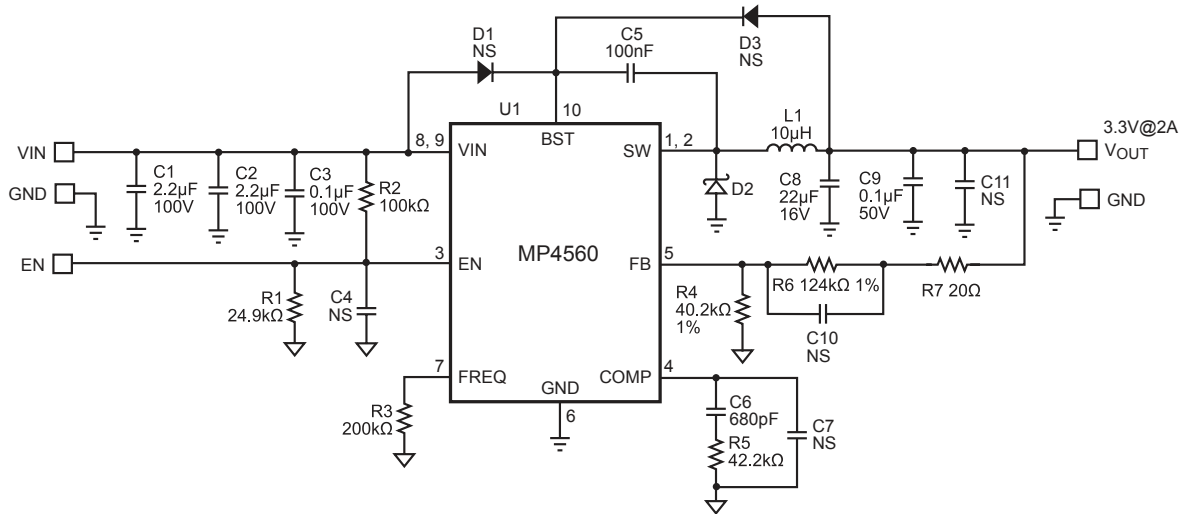 D1
NS
C5
100nF
D3
NS
U1
10
BST
8, 9
VIN
SW
1, 2
L1
10µH
3.3V@2A
VOUT
VIN
GND
C1
2.2µF
100V
C2
2.2µF
100V
C3
0.1µF
100V
R2
100kΩ
D2
C8
22µF
16V
C9
0.1µF
50V
C11
NS
GND
EN
3
EN
MP4560
FB
5
R1
24.9kΩ
C4
NS
R4
40.2kΩ
1%
R6 124kΩ 1%
R7 20Ω
C10
NS
7
FREQ
COMP
4
GND
6
R3
200kΩ
C6
680pF
R5
42.2kΩ
C7
NS